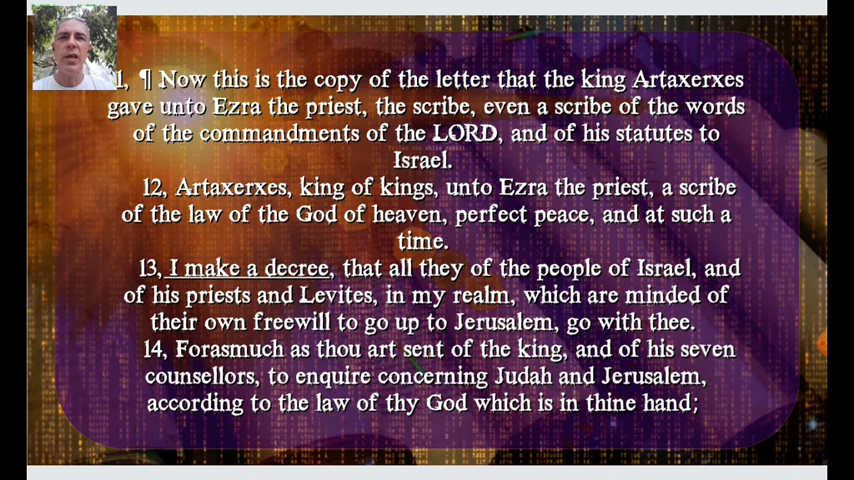 1, ¶ Now this is the copy of the letter that the king Artaxerxes
gave unto Ezra the priest, the scribe, even a scribe of the words
of the commandments of the LORD, and of his statutes to
Israel.
12, Artaxerxes, king of kings, unto Ezra the priest, a scribe
of the law of the God of heaven, perfect peace, and at such a
time.
13, I make a decree, that all they of the people of Israel, and
of his priests and Levites, in my realm, which are minded of
their own freewill to go up to Jerusalem, go with thee.
14, Forasmuch as thou art sent of the king, and of his seven
counsellors, to enquire concerning Judah and Jerusalem,
according to the law of thy God which is in thine hand;